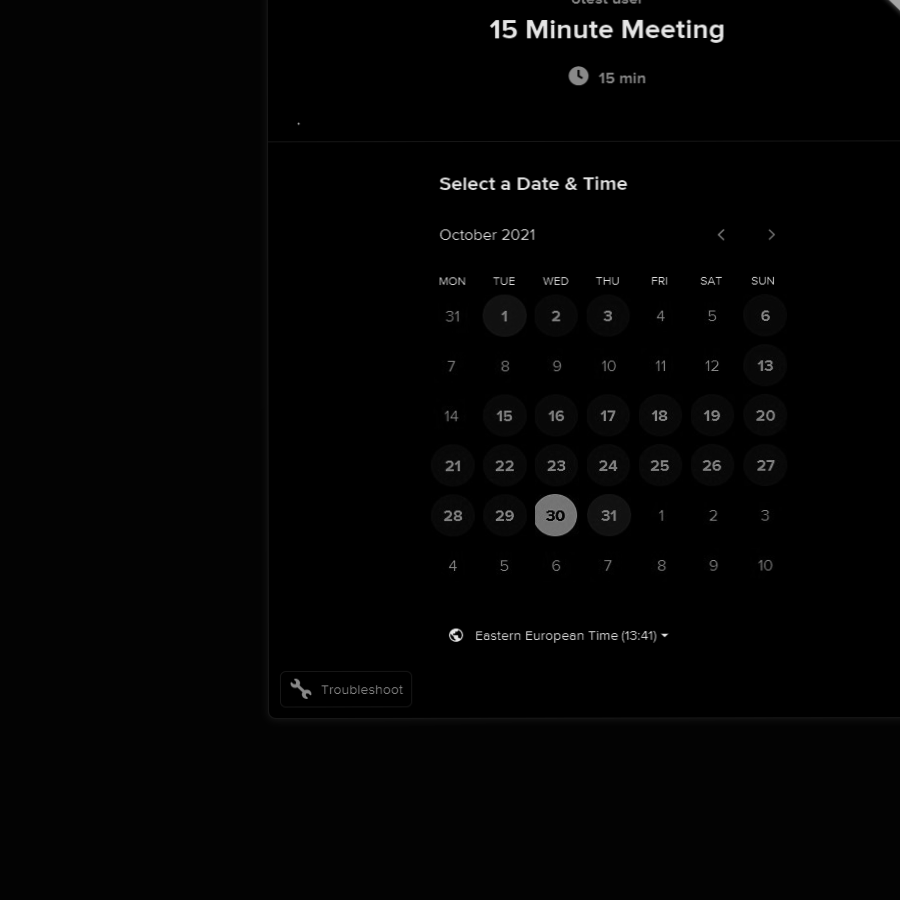 15 Minute Meeting
15 min
.
Select a Date & Time
October 2021
MON TUE WED THU FRI SAT SUN
31 1 2 3 4 5 6
7 8 9 10 11 12 13
14 15 16 17 18 19 20
21 22 23 24 25 26 27
28 29 30 31 1 2 3
4 5 6 7 8 9 10
Eastern European Time (13:41)
Troubleshoot